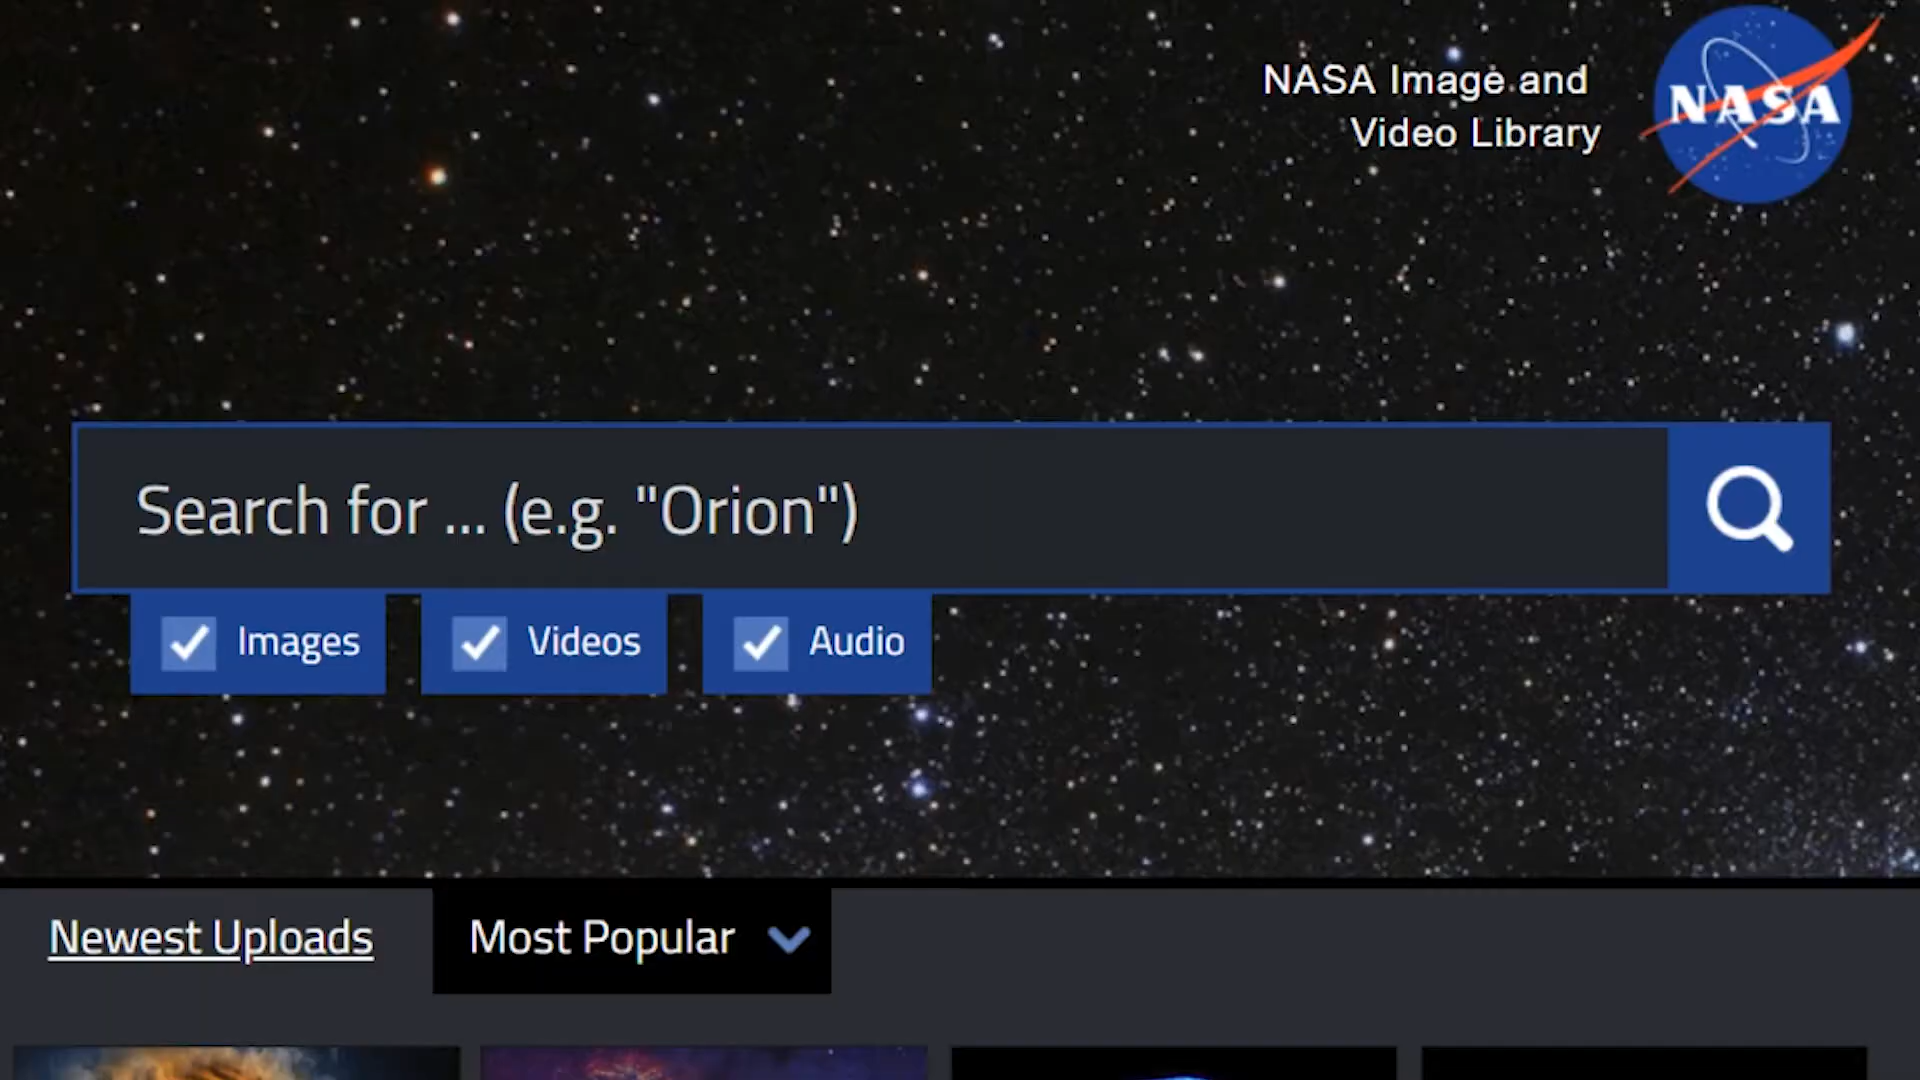 NASA Image and
Video Library
NASA
Search for ... (e.g. "Orion")
Images
Videos
Audio
Newest Uploads
Most Popular